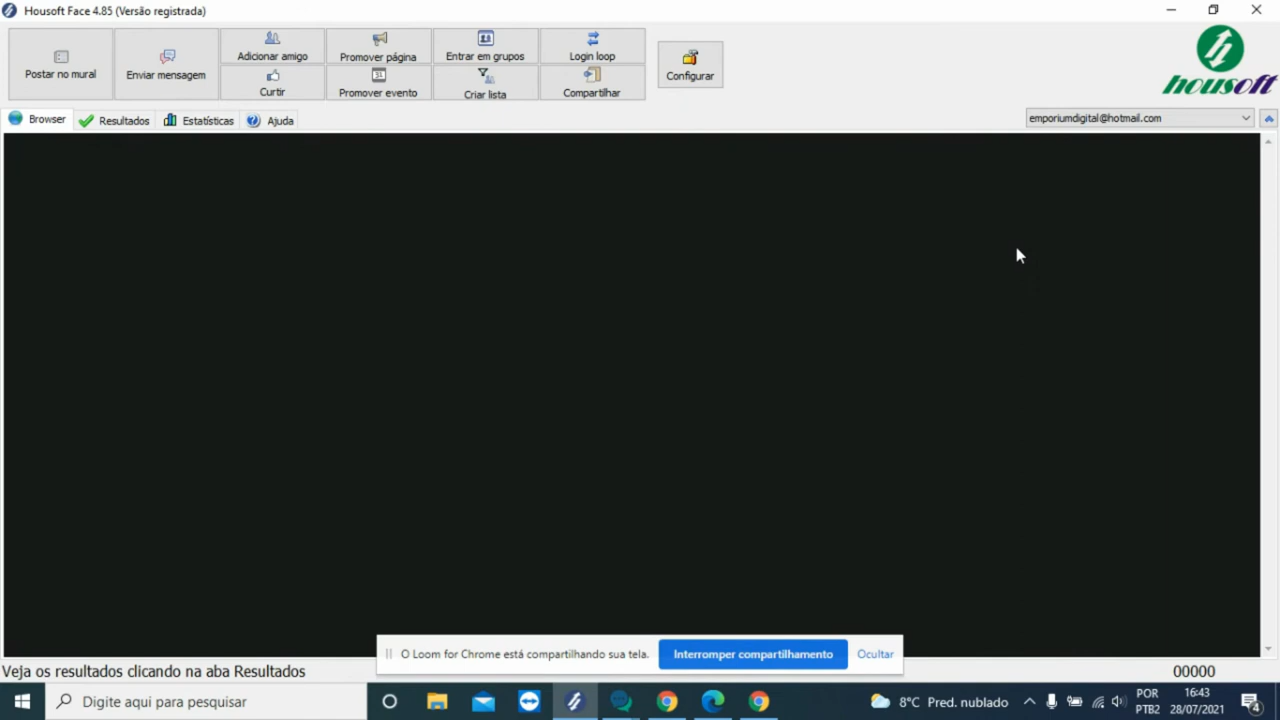 Housoft Face 4.85 (Versão registrada)
Postar no mural
Enviar mensagem
Adicionar amigo
Curtir
Promover página
31
Promover evento
Entrar em grupos
Criar lista
Login loop
Compartilhar
Configurar
housoft
Browser
Resultados
Estatísticas
Ajuda
emporiumdigital@hotmail.com
O Loom for Chrome está compartilhando sua tela.
Interromper compartilhamento
Ocultar
Veja os resultados clicando na aba Resultados
00000
Digite aqui para pesquisar
8°C Pred. nublado
POR
PTB2
16:43
28/07/2021
4